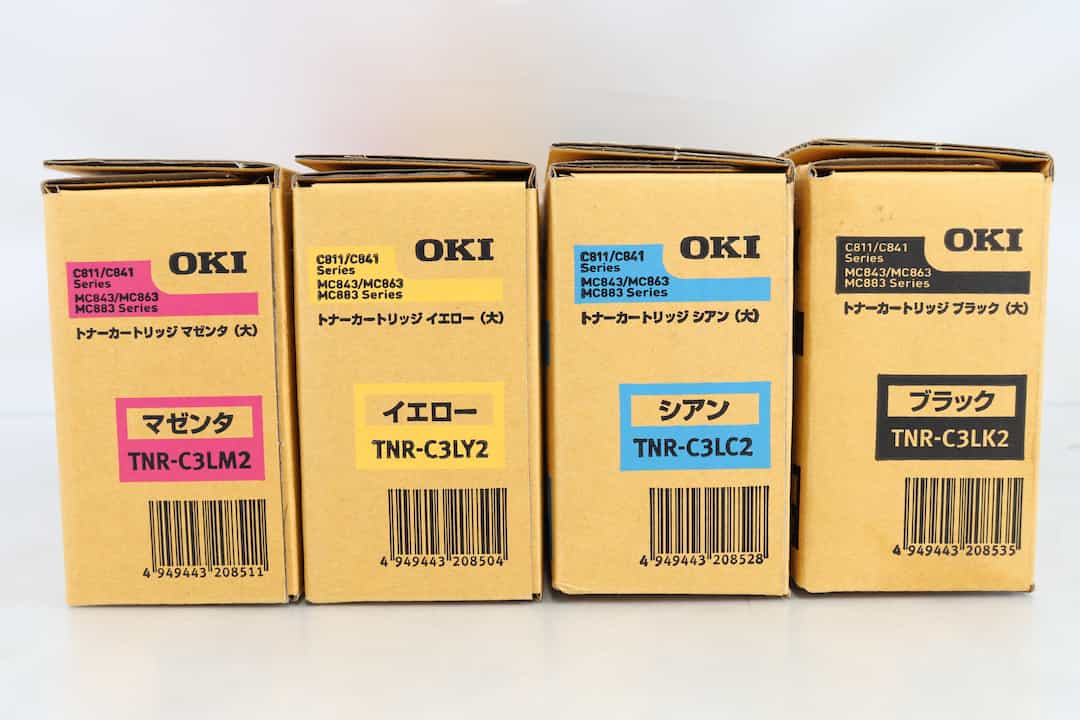 OKI
C811/C841
Series
MC843/MC863
MC883 Series
トナーカートリッジ マゼンタ（大）
マゼンタ
TNR-C3LM2
4 949443 208511
OKI
C811/C841
Series
MC843/MC863
MC883 Series
トナーカートリッジ イエロー（大）
イエロー
TNR-C3LY2
4 949443 208504
OKI
C811/C841
Series
MC843/MC863
MC883 Series
トナーカートリッジ シアン（大）
シアン
TNR-C3LC2
4 949443 208528
OKI
C811/C841
Series
MC843/MC863
MC883 Series
トナーカートリッジ ブラック（大）
ブラック
TNR-C3LK2
4 949443 208535